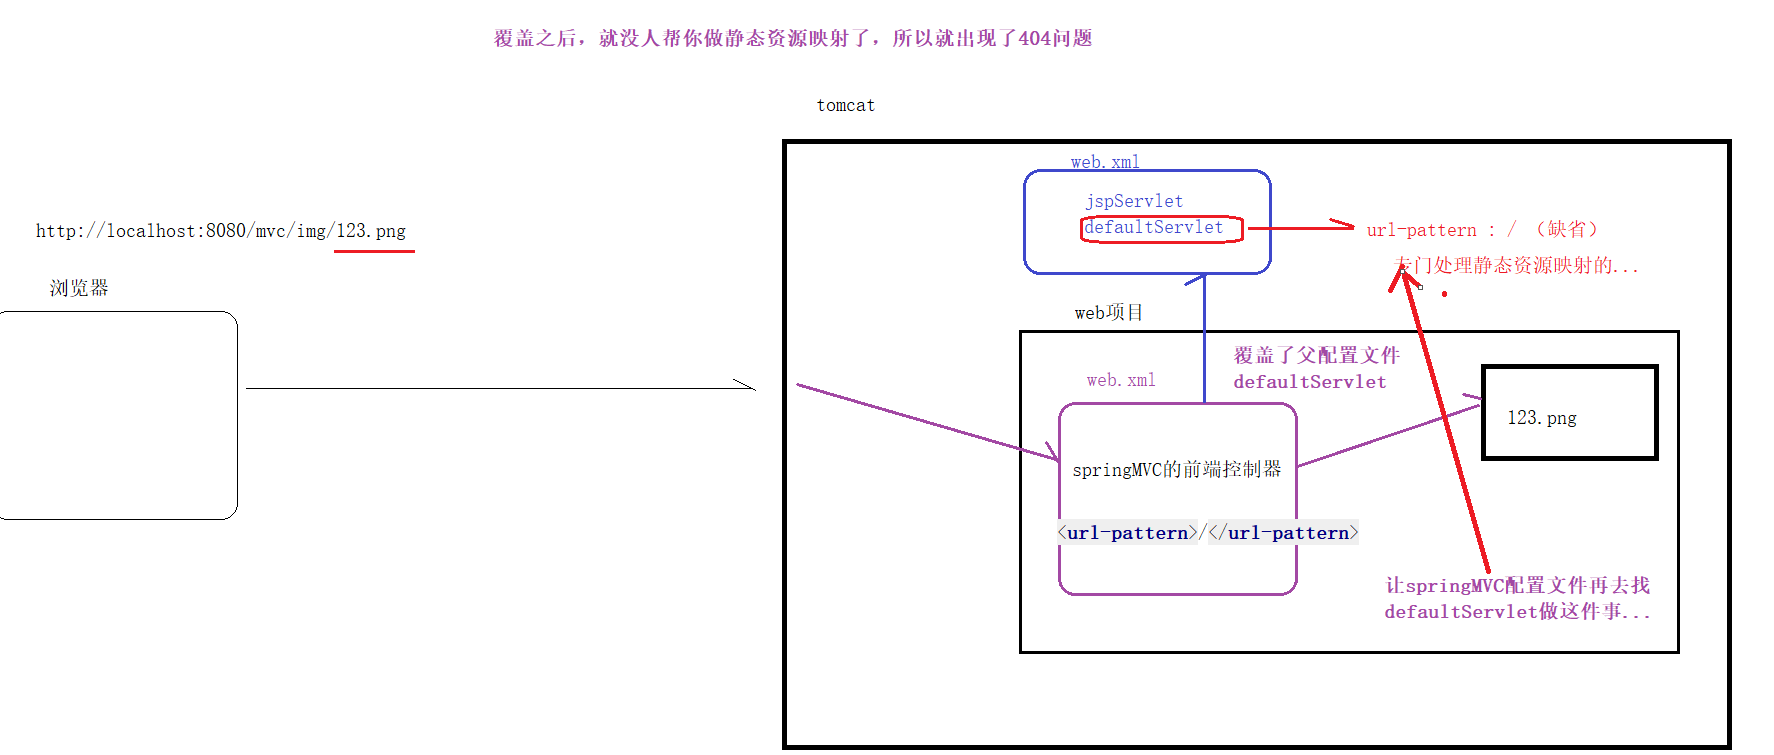 覆盖之后，就没人帮你做静态资源映射了，所以就出现了404问题
tomcat
web.xml
jspServlet
defaultServlet
url-pattern : / （缺省）
专门处理静态资源映射的...
http://localhost:8080/mvc/img/123.png
浏览器
web项目
覆盖了父配置文件
defaultServlet
web.xml
123.png
springMVC的前端控制器
<url-pattern>/</url-pattern>
让springMVC配置文件再去找
defaultServlet做这件事...